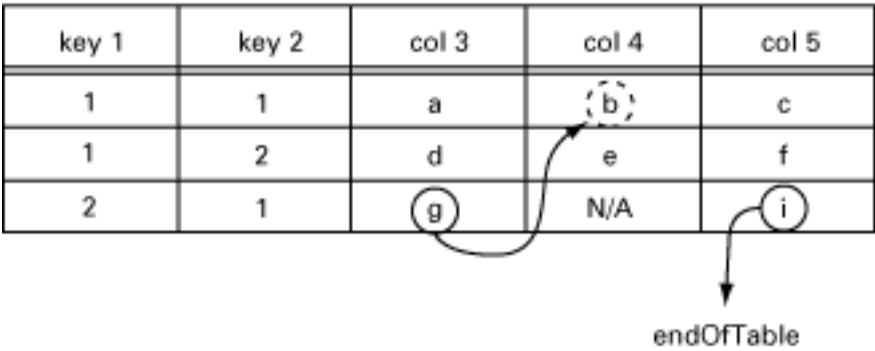 key 1 key 2 col 3 col 4 col 5
1 1 a b c
1 2 d e f
2 1 g N/A i
endOfTable